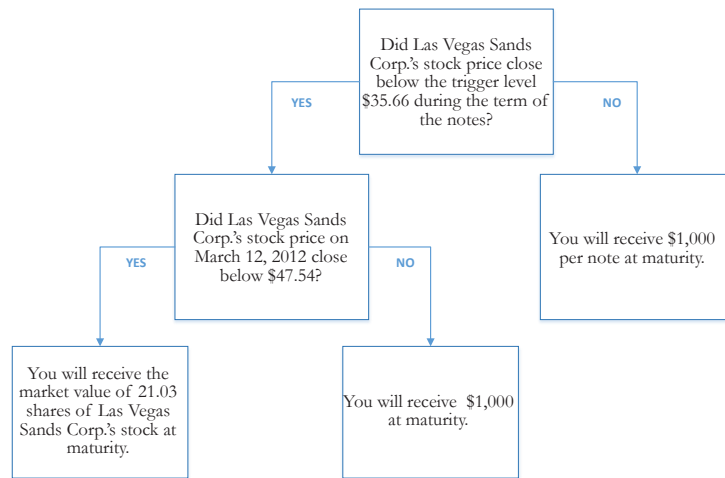 Did Las Vegas Sands
Corp.'s stock price close
below the trigger level
$35.66 during the term of
the notes?
YES
NO
Did Las Vegas Sands
Corp.'s stock price on
March 12, 2012 close
below $47.54?
You will receive $1,000
per note at maturity.
YES
NO
You will receive the
market value of 21.03
shares of Las Vegas
Sands Corp.'s stock at
maturity.
You will receive $1,000
at maturity.